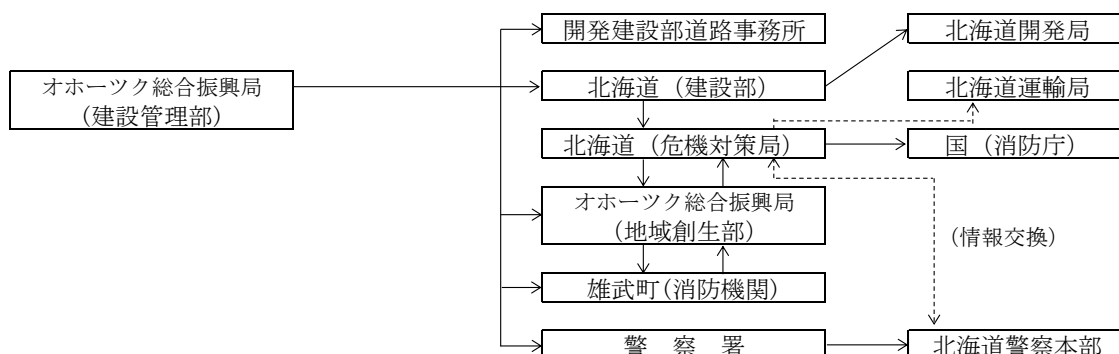 開発建設部道路事務所
北海道開発局
オホーツク総合振興局
(建設管理部)
北海道(建設部)
北海道運輸局
北海道(危機対策局)
国(消防庁)
オホーツク総合振興局
(地域創生部)
(情報交換)
雄武町(消防機関)
警 察 署
北海道警察本部